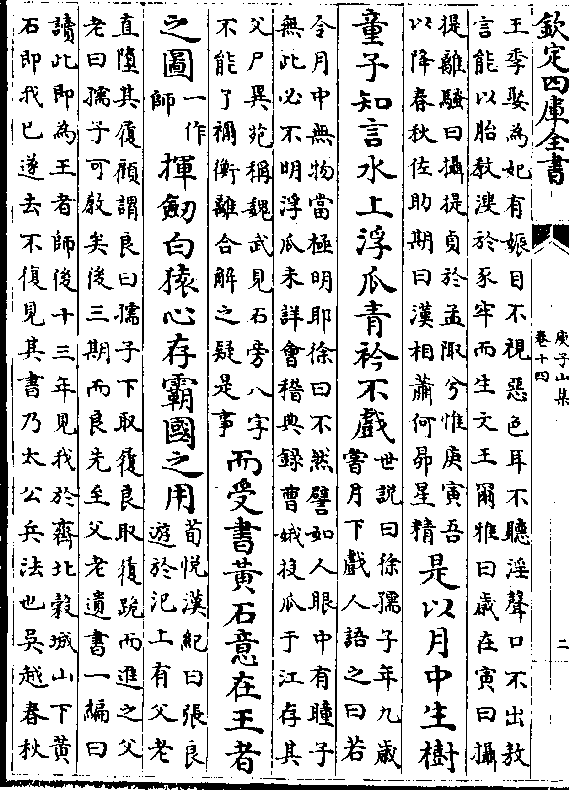 欽定四庫全書
庾子山集
卷十四
二
王季娶為妃有娠目不視惡色耳不聽淫聲口不出敖
言能以胎教溲於豕牢而生文王爾雅曰歲在寅曰攝
提離騷曰攝提貞於孟陬兮惟庚寅吾
以降春秋佐助期曰漢相蕭何昴星精
是以月中生樹
童子知言水上浮瓜青衿不戲
世說曰徐孺子年九歲
嘗月下戲人語之曰若
令月中無物當極明耶徐曰不然譬如人眼中有瞳子
無此必不明浮瓜未詳會稽典錄曹娥投瓜于江存其
父尸異苑稱魏武見石旁八字
不能了禰衡離合解之疑是事
而受書黃石意在王者
之圖
一作
師
揮劒白猿心存霸國之用
荀悅漢紀曰張良
遊於汜上有父老
直墮其履顧謂良曰孺子下取履良取履跪而進之父
老曰孺子可教矣後三期而良先至父老遺書一編曰
讀此即為王者師後十三年見我於齊北穀城山下黃
石即我已遂去不復見其書乃太公兵法也吳越春秋